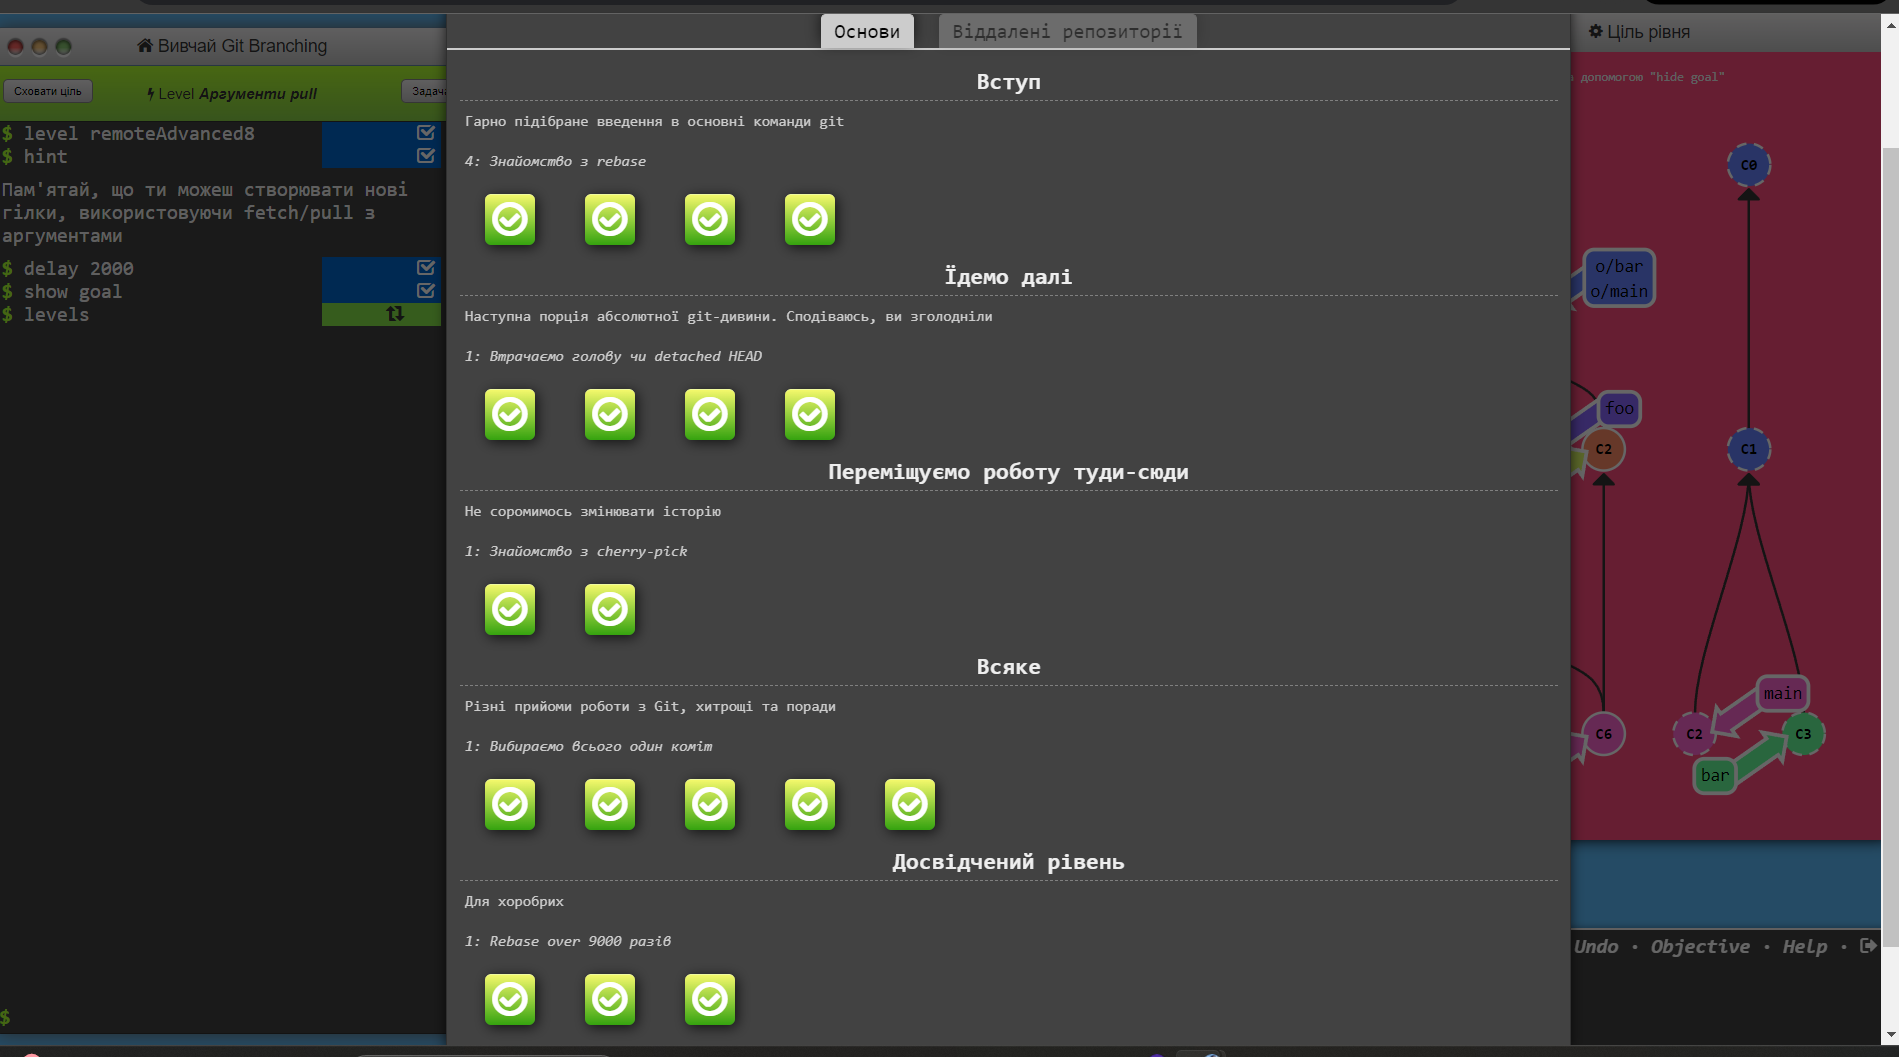 Вивчай Git Branching
Сховати ціль
Level Аргументи pull
$ level remoteAdvanced8
$ hint
Пам'ятай, що ти можеш створювати нові
гілки, використовуючи fetch/pull з
аргументами
$ delay 2000
$ show goal
$ levels
$
Основи
Віддалені репозиторії
Вступ
Гарно підібране введення в основні команди git
4: Знайомство з rebase
Їдемо далі
Наступна порція абсолютної git-дивини. Сподіваюсь, ви зголодніли
1: Втрачаємо голову чи detached HEAD
Переміщуємо роботу туди-сюди
Не соромимось змінювати історію
1: Знайомство з cherry-pick
Всяке
Різні прийоми роботи з Git, хитрощі та поради
1: Вибираємо всього один коміт
Досвідчений рівень
Для хоробрих
1: Rebase over 9000 разів
Ціль рівня
допомогою "hide goal"
C0
o/bar
o/main
foo
C2
C1
main
C6
C2
C3
bar
Undo · Objective · Help ·